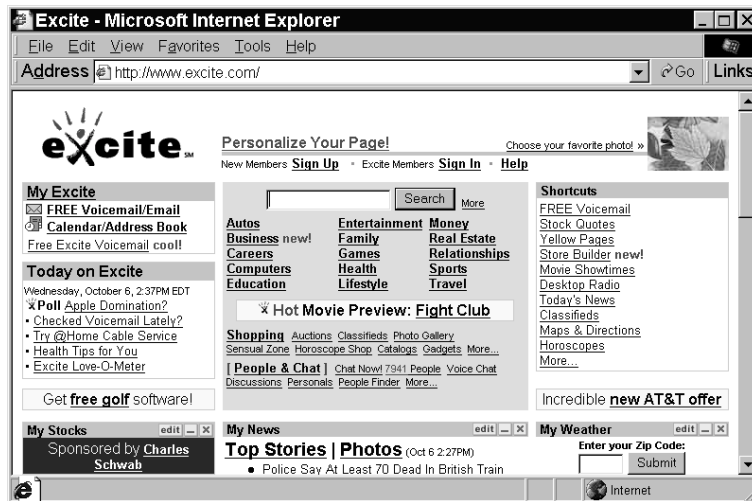 Excite - Microsoft Internet Explorer
File Edit View Favorites Tools Help
Address http://www.excite.com/ Go Links
excite SM
Personalize Your Page!
Choose your favorite photo! »
New Members Sign Up • Excite Members Sign In • Help
My Excite
FREE Voicemail/Email
Calendar/Address Book
Free Excite Voicemail cool!
Today on Excite
Wednesday, October 6, 2:37PM EDT
Poll Apple Domination?
• Checked Voicemail Lately?
• Try @Home Cable Service
• Health Tips for You
• Excite Love-O-Meter
Get free golf software!
Search More
Autos Entertainment Money
Business new! Family Real Estate
Careers Games Relationships
Computers Health Sports
Education Lifestyle Travel
Hot Movie Preview: Fight Club
Shopping Auctions Classifieds Photo Gallery
Sensual Zone Horoscope Shop Catalogs Gadgets More...
[ People & Chat ] Chat Now! 7941 People Voice Chat
Discussions Personals People Finder More...
Shortcuts
FREE Voicemail
Stock Quotes
Yellow Pages
Store Builder new!
Movie Showtimes
Desktop Radio
Today's News
Classifieds
Maps & Directions
Horoscopes
More...
Incredible new AT&T offer
My Stocks edit
Sponsored by Charles
Schwab
My News edit
Top Stories | Photos (Oct 6 2:27PM)
• Police Say At Least 70 Dead In British Train
My Weather edit
Enter your Zip Code:
Submit
Internet